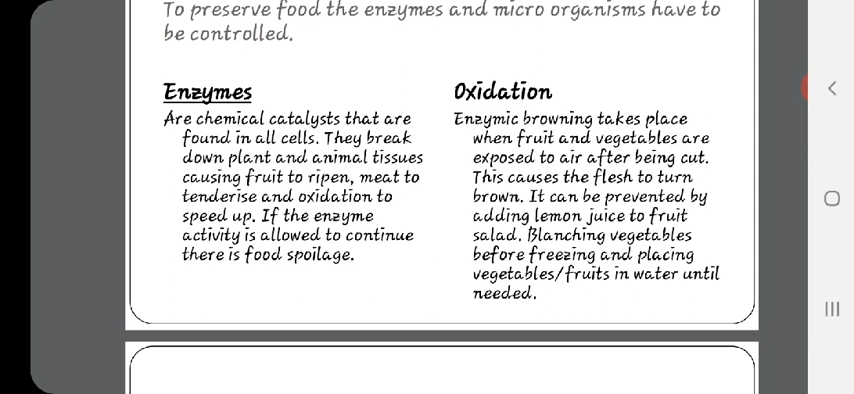 To preserve food the enzymes and micro organisms have to
be controlled.
Enzymes
Are chemical catalysts that are
found in all cells. They break
down plant and animal tissues
causing fruit to ripen, meat to
tenderise and oxidation to
speed up. If the enzyme
activity is allowed to continue
there is food spoilage.
Oxidation
Enzymic browning takes place
when fruit and vegetables are
exposed to air after being cut.
This causes the flesh to turn
brown. It can be prevented by
adding lemon juice to fruit
salad. Blanching vegetables
before freezing and placing
vegetables/fruits in water until
needed.